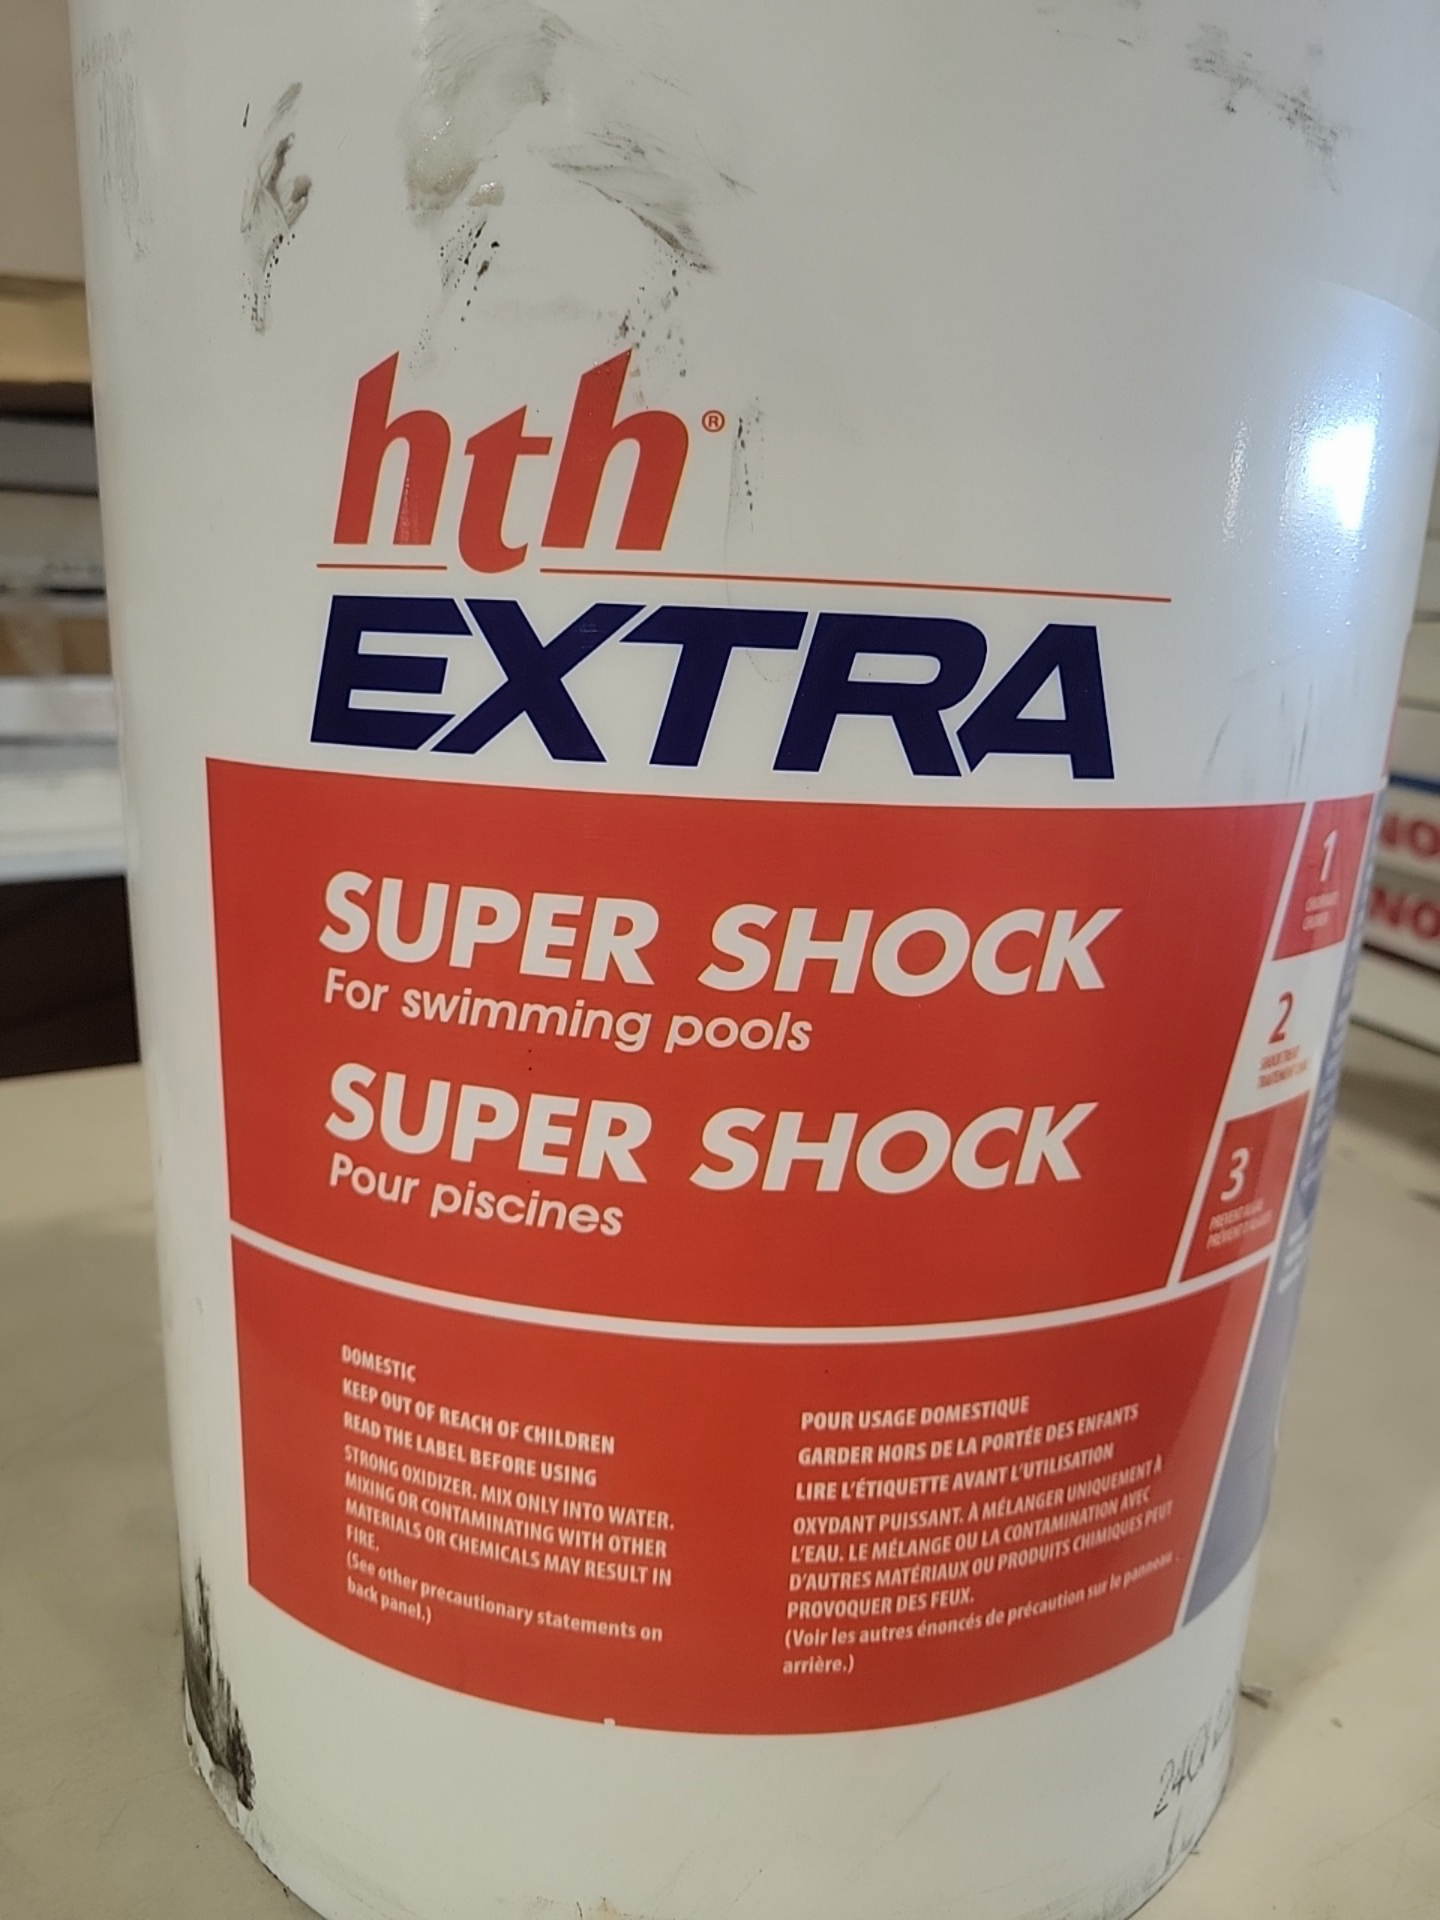 hth®
EXTRA
SUPER SHOCK
For swimming pools
SUPER SHOCK
Pour piscines
1
2
3
DOMESTIC
KEEP OUT OF REACH OF CHILDREN
READ THE LABEL BEFORE USING
STRONG OXIDIZER. MIX ONLY INTO WATER.
MIXING OR CONTAMINATING WITH OTHER
MATERIALS OR CHEMICALS MAY RESULT IN
FIRE.
(See other precautionary statements on
back panel.)
POUR USAGE DOMESTIQUE
GARDER HORS DE LA PORTÉE DES ENFANTS
LIRE L'ÉTIQUETTE AVANT L'UTILISATION
OXYDANT PUISSANT. À MÉLANGER UNIQUEMENT À
L'EAU. LE MÉLANGE OU LA CONTAMINATION AVEC
D'AUTRES MATÉRIAUX OU PRODUITS CHIMIQUES PEUT
PROVOQUER DES FEUX.
(Voir les autres énoncés de précaution sur le panneau
arrière.)
NO
NO